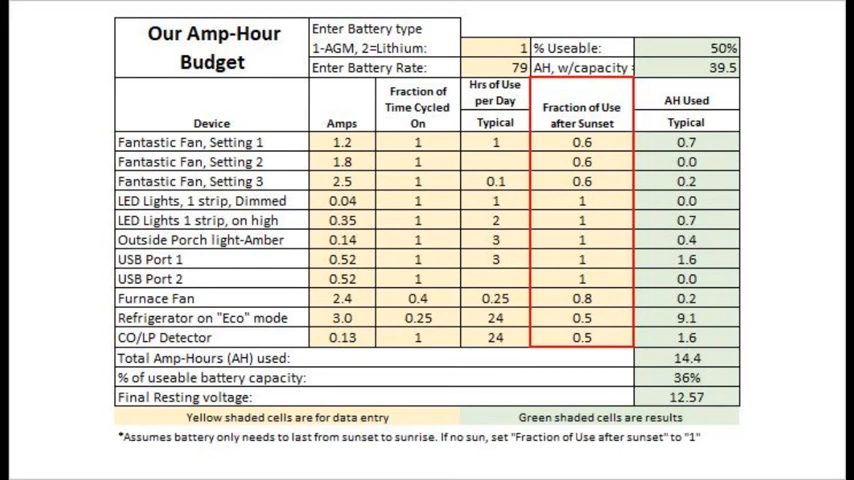 Our Amp-Hour Budget
Enter Battery type
1-AGM, 2=Lithium: 1 % Useable: 50%
Enter Battery Rate: 79 AH, w/capacity = 39.5
Device Amps Fraction of Time Cycled On Hrs of Use per Day Typical Fraction of Use after Sunset AH Used Typical
Fantastic Fan, Setting 1 1.2 1 1 0.6 0.7
Fantastic Fan, Setting 2 1.8 1 0.6 0.0
Fantastic Fan, Setting 3 2.5 1 0.1 0.6 0.2
LED Lights, 1 strip, Dimmed 0.04 1 1 1 0.0
LED Lights 1 strip, on high 0.35 1 2 1 0.7
Outside Porch light-Amber 0.14 1 3 1 0.4
USB Port 1 0.52 1 3 1 1.6
USB Port 2 0.52 1 1 0.0
Furnace Fan 2.4 0.4 0.25 0.8 0.2
Refrigerator on "Eco" mode 3.0 0.25 24 0.5 9.1
CO/LP Detector 0.13 1 24 0.5 1.6
Total Amp-Hours (AH) used: 14.4
% of useable battery capacity: 36%
Final Resting voltage: 12.57
Yellow shaded cells are for data entry Green shaded cells are results
*Assumes battery only needs to last from sunset to sunrise. If no sun, set "Fraction of Use after sunset" to "1"